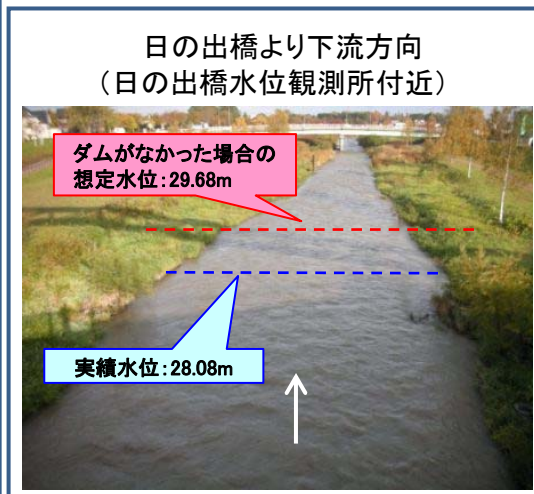 日の出橋より下流方向
（日の出橋水位観測所付近）
ダムがなかった場合の
想定水位：29.68m
実績水位：28.08m